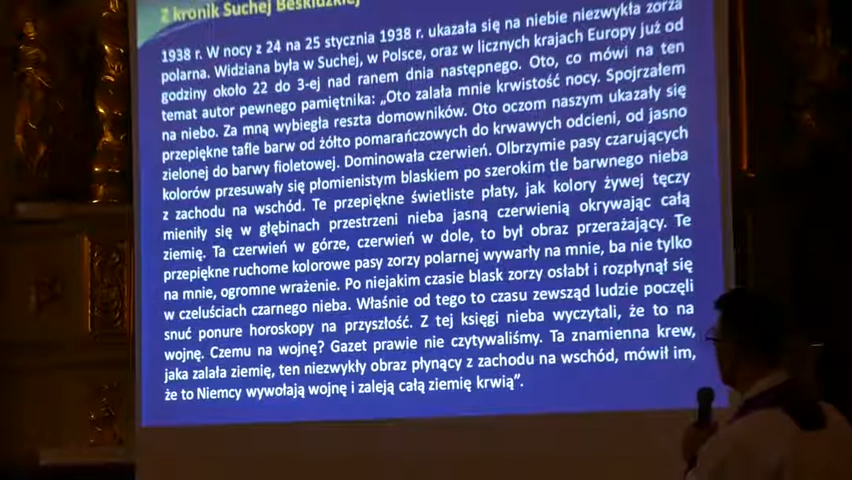 Z kronik Suchej Beskidzkiej
1938 r. W nocy z 24 na 25 stycznia 1938 r. ukazała się na niebie niezwykła zorza
polarna. Widziana była w Suchej, w Polsce, oraz w licznych krajach Europy już od
godziny około 22 do 3-ej nad ranem dnia następnego. Oto, co mówi na ten
temat autor pewnego pamiętnika: „Oto zalała mnie krwistość nocy. Spojrzałem
na niebo. Za mną wybiegła reszta domowników. Oto oczom naszym ukazały się
przepiękne tafle barw od żółto pomarańczowych do krwawych odcieni, od jasno
zielonej do barwy fioletowej. Dominowała czerwień. Olbrzymie pasy czarujących
kolorów przesuwały się płomienistym blaskiem po szerokim tle barwnego nieba
z zachodu na wschód. Te przepiękne świetliste płaty, jak kolory żywej tęczy
mieniły się w głębinach przestrzeni nieba jasną czerwienią okrywając całą
ziemię. Ta czerwień w górze, czerwień w dole, to był obraz przerażający. Te
przepiękne ruchome kolorowe pasy zorzy polarnej wywarły na mnie, ba nie tylko
na mnie, ogromne wrażenie. Po niejakim czasie blask zorzy osłabł i rozpłynął się
w czeluściach czarnego nieba. Właśnie od tego to czasu zewsząd ludzie poczęli
snuć ponure horoskopy na przyszłość. Z tej księgi nieba wyczytali, że to na
wojnę. Czemu na wojnę? Gazet prawie nie czytywaliśmy. Ta znamienna krew,
jaka zalała ziemię, ten niezwykły obraz płynący z zachodu na wschód, mówił im,
że to Niemcy wywołają wojnę i zaleją całą ziemię krwią”.